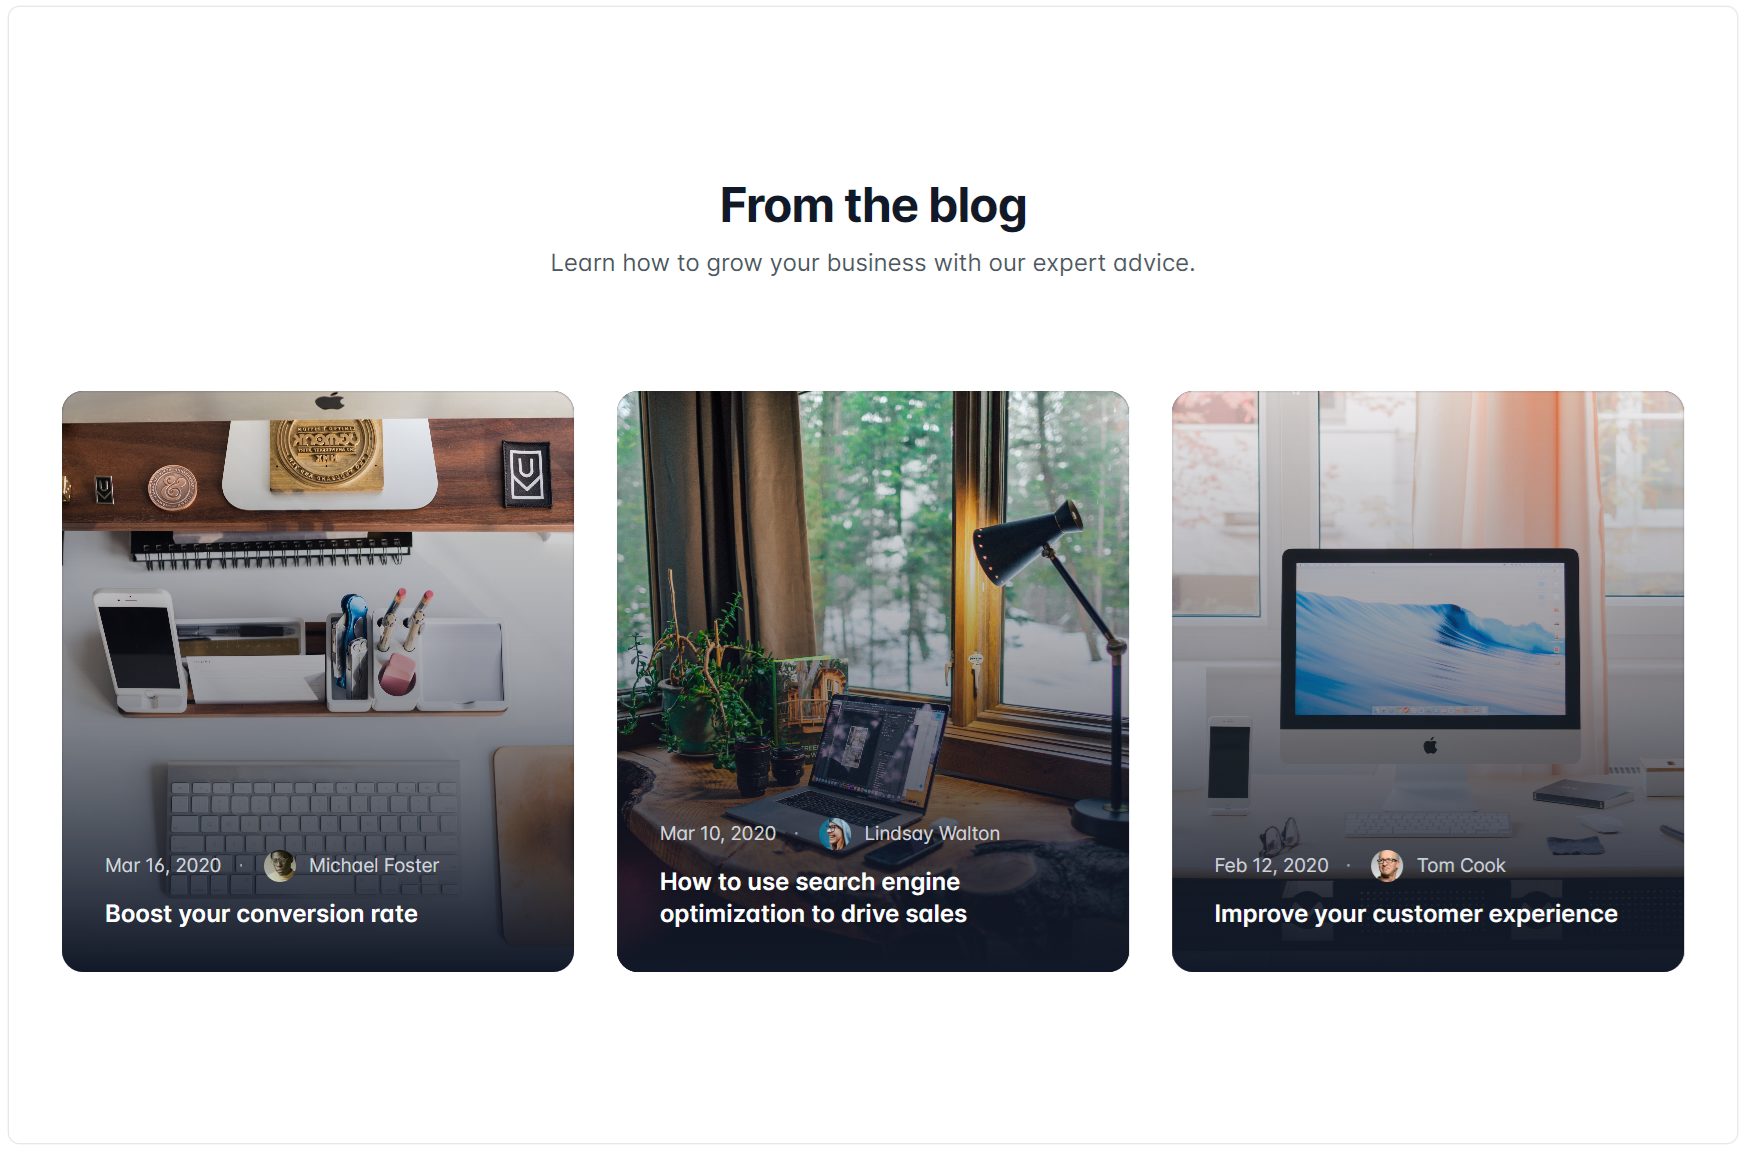 From the blog
Learn how to grow your business with our expert advice.
Mar 16, 2020 · Michael Foster
Boost your conversion rate
Mar 10, 2020 · Lindsay Walton
How to use search engine
optimization to drive sales
Feb 12, 2020 · Tom Cook
Improve your customer experience